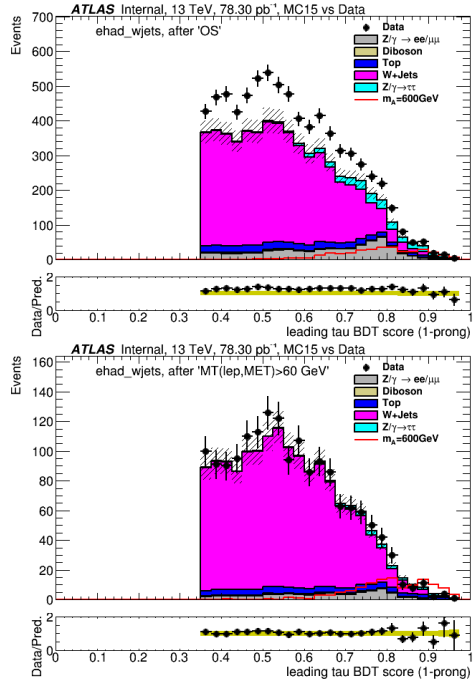 ATLAS Internal, 13 TeV, 78.30 pb⁻¹, MC15 vs Data
Events
700
600
500
400
300
200
100
0
ehad_wjets, after 'OS'
Data
Z/γ → ee/μμ
Diboson
Top
W+Jets
Z/γ→ττ
m_A=600GeV
Data/Pred.
2
0
0 0.1 0.2 0.3 0.4 0.5 0.6 0.7 0.8 0.9 1
leading tau BDT score (1-prong)
ATLAS Internal, 13 TeV, 78.30 pb⁻¹, MC15 vs Data
Events
160
140
120
100
80
60
40
20
0
ehad_wjets, after 'MT(lep,MET)>60 GeV'
Data
Z/γ → ee/μμ
Diboson
Top
W+Jets
Z/γ→ττ
m_A=600GeV
Data/Pred.
2
0
0 0.1 0.2 0.3 0.4 0.5 0.6 0.7 0.8 0.9 1
leading tau BDT score (1-prong)